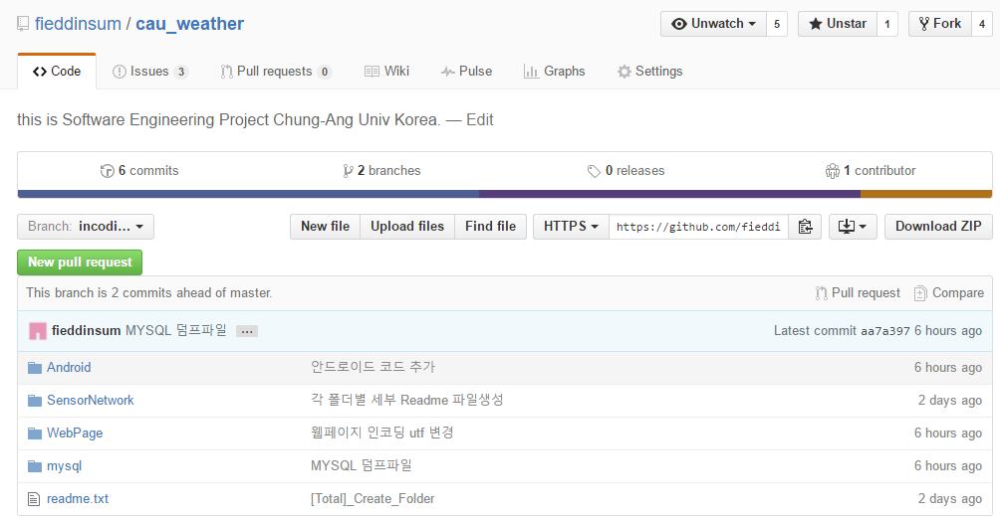 fieddinsum / cau_weather Unwatch 5 Unstar 1 Fork 4
Code Issues 3 Pull requests 0 Wiki Pulse Graphs Settings
this is Software Engineering Project Chung-Ang Univ Korea. — Edit
6 commits 2 branches 0 releases 1 contributor
Branch: incodi... New file Upload files Find file HTTPS https://github.com/fieddi Download ZIP
New pull request
This branch is 2 commits ahead of master. Pull request Compare
fieddinsum MYSQL 덤프파일 ... Latest commit aa7a397 6 hours ago
Android 안드로이드 코드 추가 6 hours ago
SensorNetwork 각 폴더별 세부 Readme 파일생성 2 days ago
WebPage 웹페이지 인코딩 utf 변경 6 hours ago
mysql MYSQL 덤프파일 6 hours ago
readme.txt [Total]_Create_Folder 2 days ago